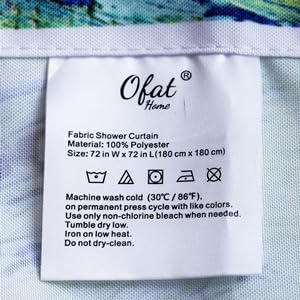 Ofat®
Home
Fabric Shower Curtain
Material: 100% Polyester
Size: 72 in W x 72 in L(180 cm x 180 cm)
Machine wash cold (30℃ / 86℉),
on permanent press cycle with like colors.
Use only non-chlorine bleach when needed.
Tumble dry low.
Iron on low heat.
Do not dry-clean.